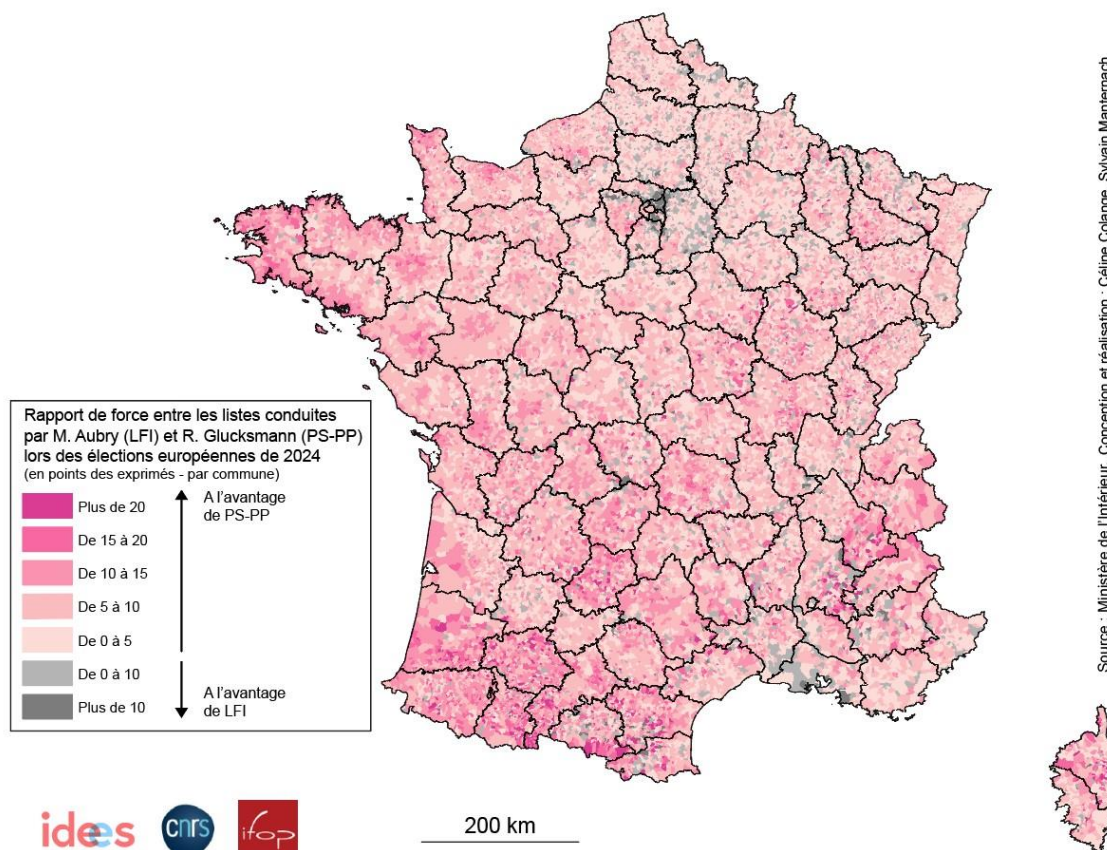 Rapport de force entre les listes conduites
par M. Aubry (LFI) et R. Glucksmann (PS-PP)
lors des élections européennes de 2024
(en points des exprimés - par commune)
Plus de 20
De 15 à 20
De 10 à 15
De 5 à 10
De 0 à 5
De 0 à 10
Plus de 10
A l'avantage
de PS-PP
A l'avantage
de LFI
idees
cnrs
ifop
200 km
Source : Ministère de l'Intérieur Conception et réalisation : Céline Colange, Sylvain Manternach